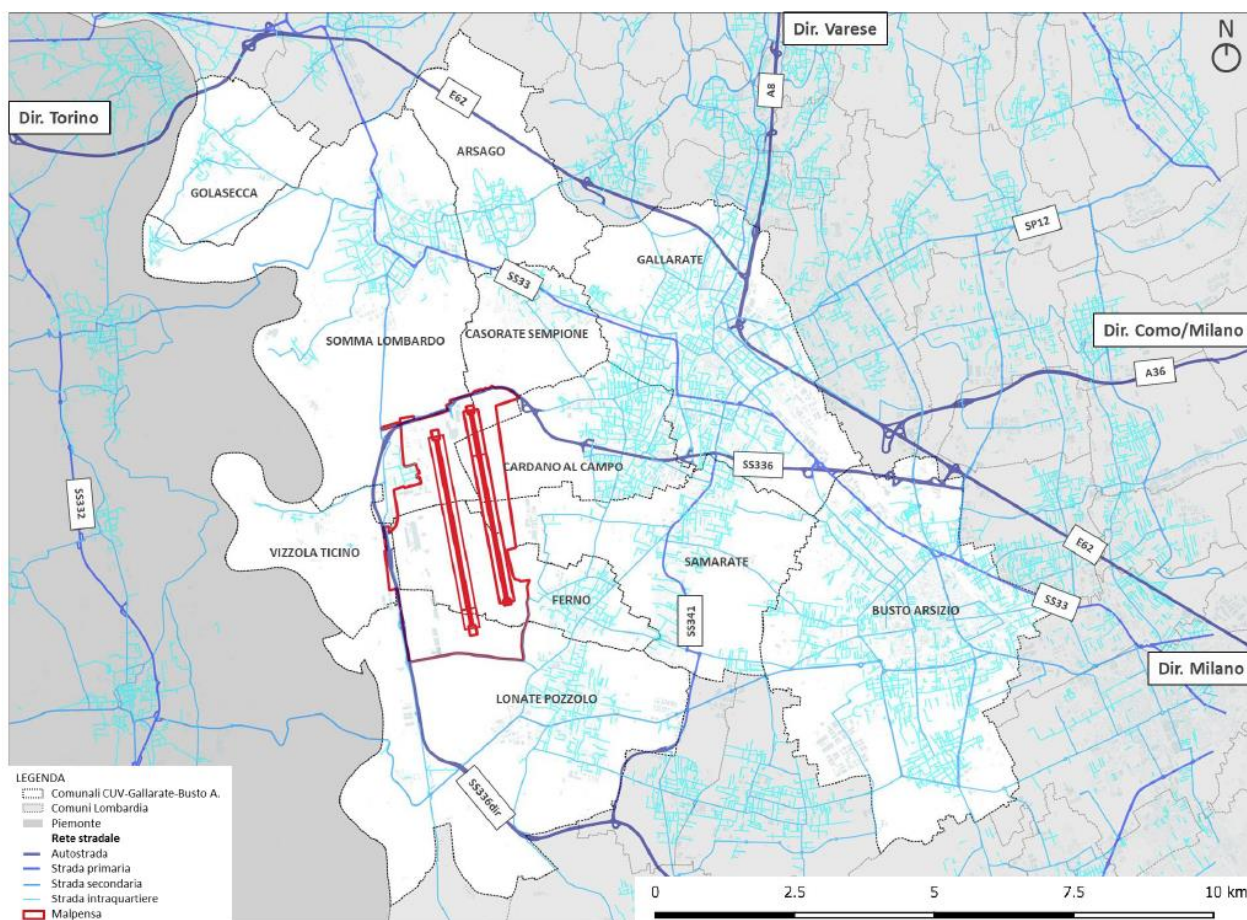 Dir. Varese
N
Dir. Torino
E62
A8
ARSAGO
GOLASECCA
SP12
GALLARATE
SS33
Dir. Como/Milano
SOMMA LOMBARDO
CASORATE SEMPIONE
A36
CARDANO AL CAMPO
SS336
SS332
VIZZOLA TICINO
E62
SAMARATE
FERNO
BUSTO ARSIZIO
SS33
SS341
Dir. Milano
LONATE POZZOLO
SS336dir
LEGENDA
Comunali CUV-Gallarate-Busto A.
Comuni Lombardia
Piemonte
Rete stradale
Autostrada
Strada primaria
Strada secondaria
Strada intraquartiere
Malpensa
0 2.5 5 7.5 10 km